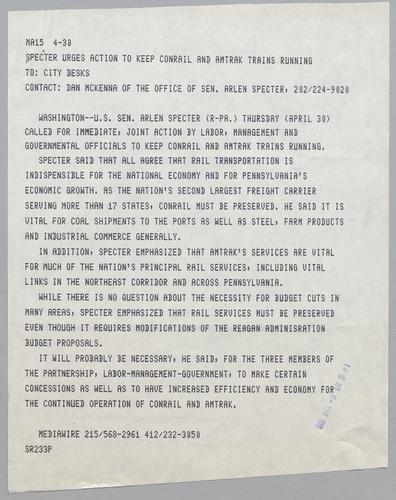 MA15 4-30
SPECTER URGES ACTION TO KEEP CONRAIL AND AMTRAK TRAINS RUNNING
TO: CITY DESKS
CONTACT: DAN MCKENNA OF THE OFFICE OF SEN. ARLEN SPECTER, 202/224-9020
WASHINGTON--U.S. SEN. ARLEN SPECTER (R-PA.) THURSDAY (APRIL 30)
CALLED FOR IMMEDIATE, JOINT ACTION BY LABOR, MANAGEMENT AND
GOVERNMENTAL OFFICIALS TO KEEP CONRAIL AND AMTRAK TRAINS RUNNING.
SPECTER SAID THAT ALL AGREE THAT RAIL TRANSPORTATION IS
INDISPENSIBLE FOR THE NATIONAL ECONOMY AND FOR PENNSYLVANIA'S
ECONOMIC GROWTH. AS THE NATION'S SECOND LARGEST FREIGHT CARRIER
SERVING MORE THAN 17 STATES, CONRAIL MUST BE PRESERVED. HE SAID IT IS
VITAL FOR COAL SHIPMENTS TO THE PORTS AS WELL AS STEEL, FARM PRODUCTS
AND INDUSTRIAL COMMERCE GENERALLY.
IN ADDITION, SPECTER EMPHASIZED THAT AMTRAK'S SERVICES ARE VITAL
FOR MUCH OF THE NATION'S PRINCIPAL RAIL SERVICES, INCLUDING VITAL
LINKS IN THE NORTHEAST CORRIDOR AND ACROSS PENNSYLVANIA.
WHILE THERE IS NO QUESTION ABOUT THE NECESSITY FOR BUDGET CUTS IN
MANY AREAS, SPECTER EMPHASIZED THAT RAIL SERVICES MUST BE PRESERVED
EVEN THOUGH IT REQUIRES MODIFICATIONS OF THE REAGAN ADMINISRATION
BUDGET PROPOSALS.
IT WILL PROBABLY BE NECESSARY, HE SAID, FOR THE THREE MEMBERS OF
THE PARTNERSHIP, LABOR-MANAGEMENT-GOVERNMENT, TO MAKE CERTAIN
CONCESSIONS AS WELL AS TO HAVE INCREASED EFFICIENCY AND ECONOMY FOR
THE CONTINUED OPERATION OF CONRAIL AND AMTRAK.
MEDIAWIRE 215/568-2961 412/232-3050
SR233P